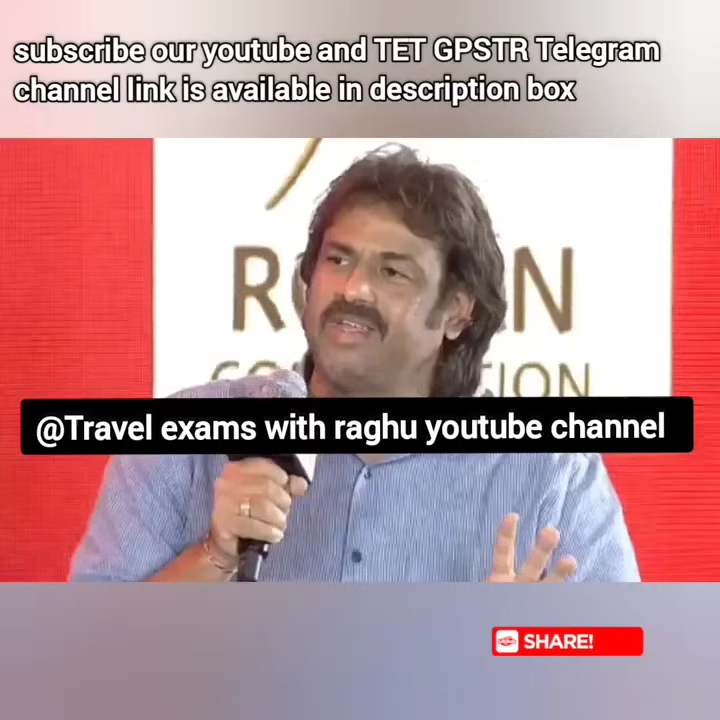 subscribe our youtube and TET GPSTR Telegram
channel link is available in description box
@Travel exams with raghu youtube channel
SHARE!